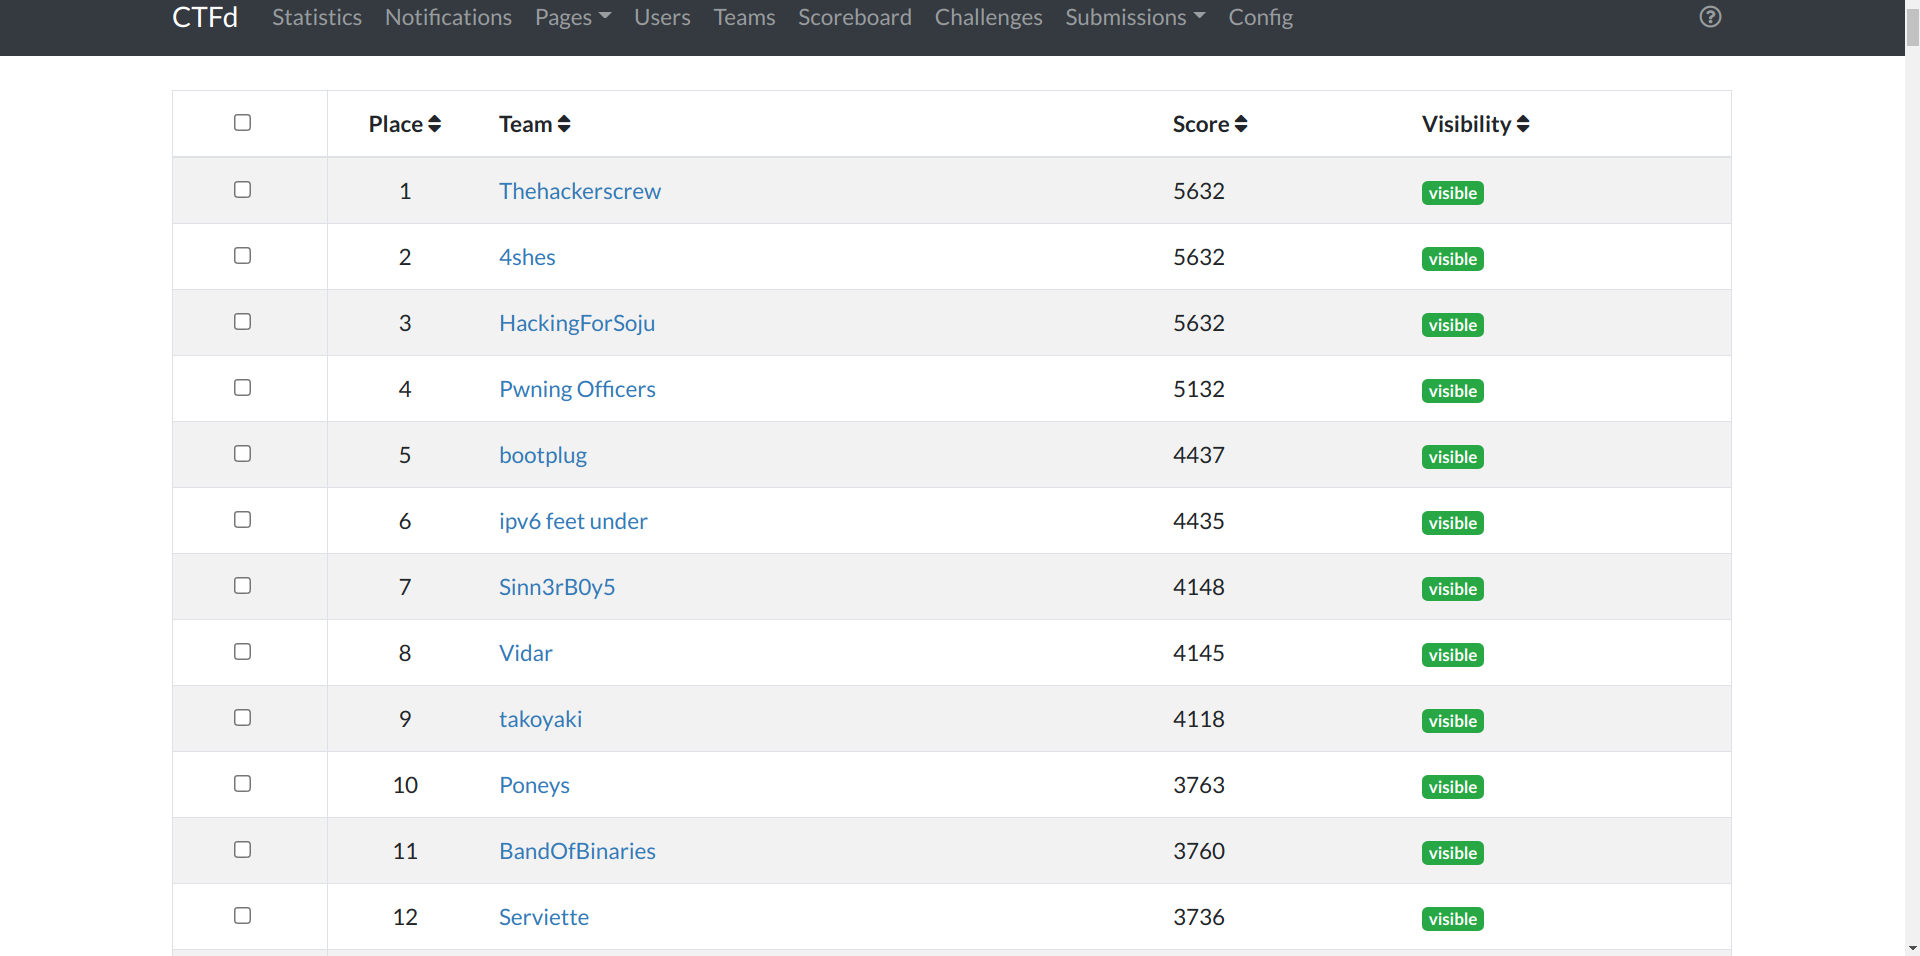 CTFd Statistics Notifications Pages Users Teams Scoreboard Challenges Submissions Config
Place Team Score Visibility
1 Thehackerscrew 5632 visible
2 4shes 5632 visible
3 HackingForSoju 5632 visible
4 Pwning Officers 5132 visible
5 bootplug 4437 visible
6 ipv6 feet under 4435 visible
7 Sinn3rB0y5 4148 visible
8 Vidar 4145 visible
9 takoyaki 4118 visible
10 Poneys 3763 visible
11 BandOfBinaries 3760 visible
12 Serviette 3736 visible